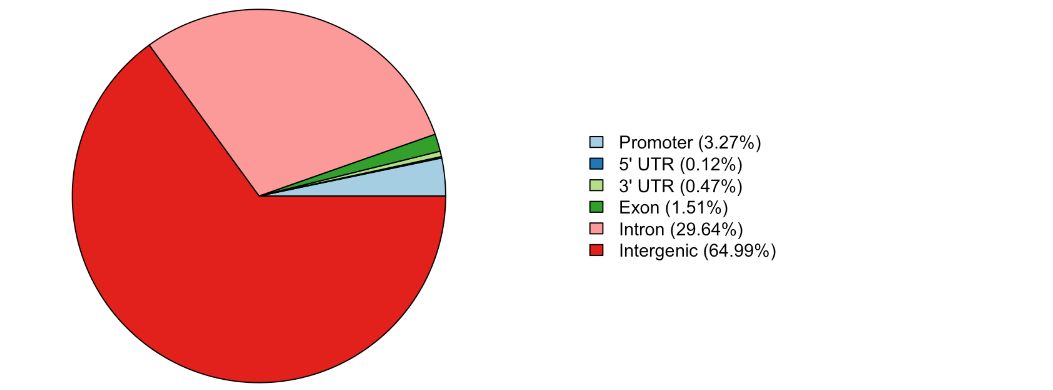 Promoter (3.27%)
5' UTR (0.12%)
3' UTR (0.47%)
Exon (1.51%)
Intron (29.64%)
Intergenic (64.99%)